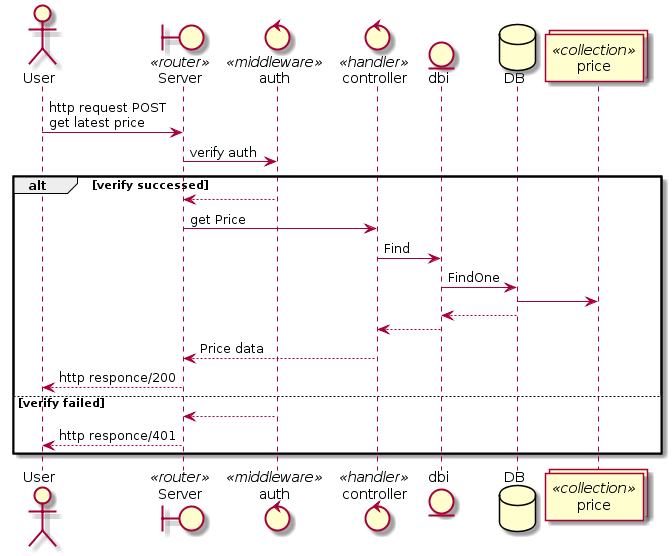 User
«router»
Server
«middleware»
auth
«handler»
controller
dbi
DB
«collection»
price
http request POST
get latest price
verify auth
alt
[verify successed]
get Price
Find
FindOne
Price data
http responce/200
[verify failed]
http responce/401
User
«router»
Server
«middleware»
auth
«handler»
controller
dbi
DB
«collection»
price